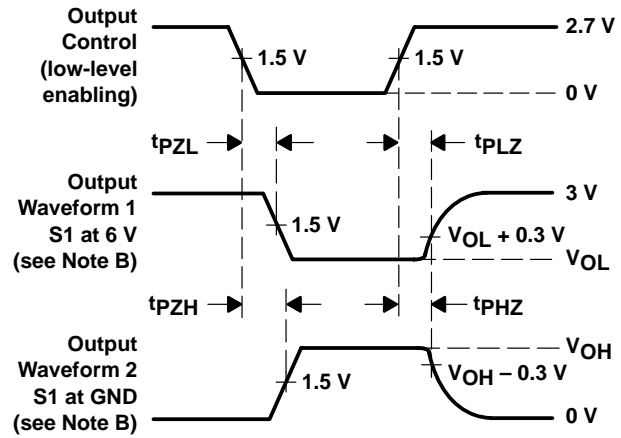 Output
Control
(low-level
enabling)
1.5 V
1.5 V
2.7 V
0 V
tPZL
tPLZ
Output
Waveform 1
S1 at 6 V
(see Note B)
1.5 V
3 V
VOL + 0.3 V
VOL
tPZH
tPHZ
Output
Waveform 2
S1 at GND
(see Note B)
1.5 V
VOH
VOH – 0.3 V
0 V